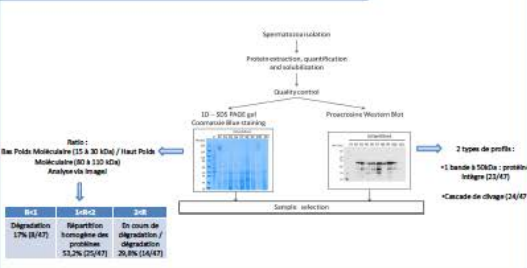 Spermatozoa isolation
Protein extraction, quantification
and solubilization
Quality control
1D – SDS PAGE gel
Coomassie Blue staining
Proacrosine Western Blot
Ratio :
Bas Poids Moléculaire (15 à 30 kDa) / Haut Poids
Moléculaire (80 à 110 kDa)
Analyse via ImageJ
2 types de profils :
•1 bande à 50kDa : protéine
intègre (23/47)
•Cascade de clivage (24/47
Sample selection
R<1
1<R<2
2<R
Dégradation
17% (8/47)
Répartition
homogène des
protéines
53,2% (25/47)
En cours de
dégradation /
dégradation
29,8% (14/47)